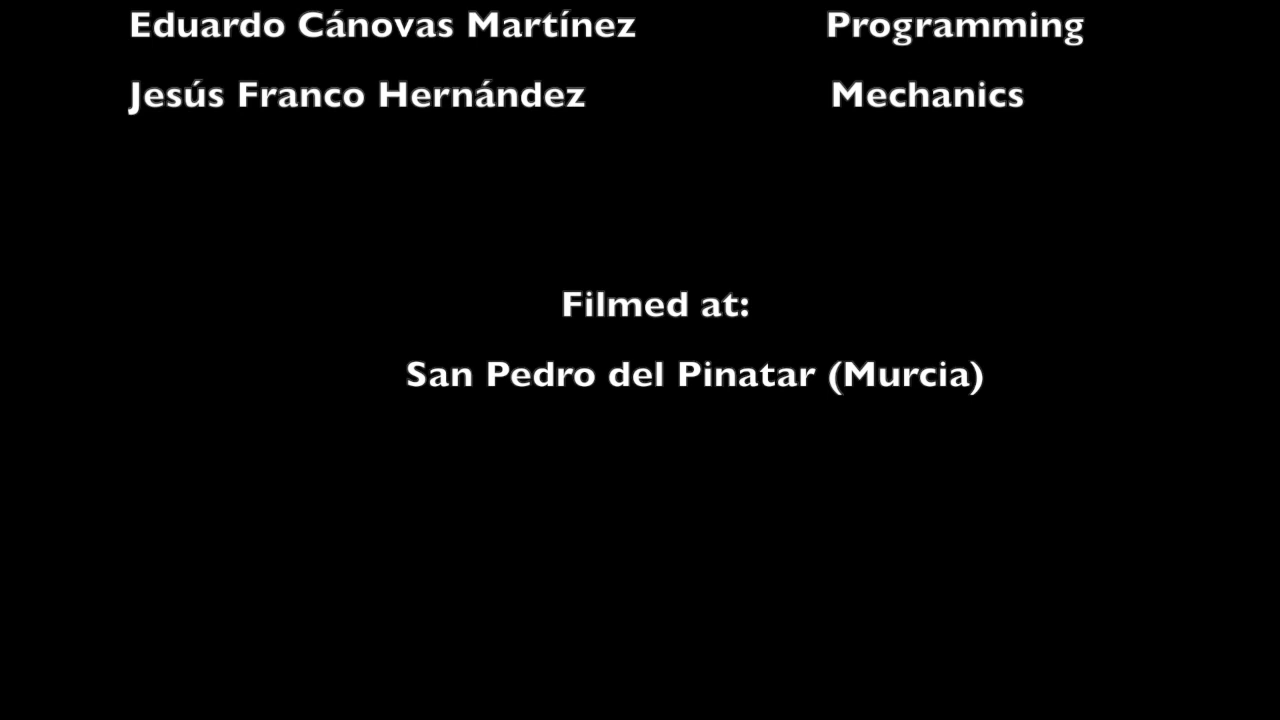 Eduardo Cánovas Martínez Programming
Jesús Franco Hernández Mechanics
Filmed at:
San Pedro del Pinatar (Murcia)